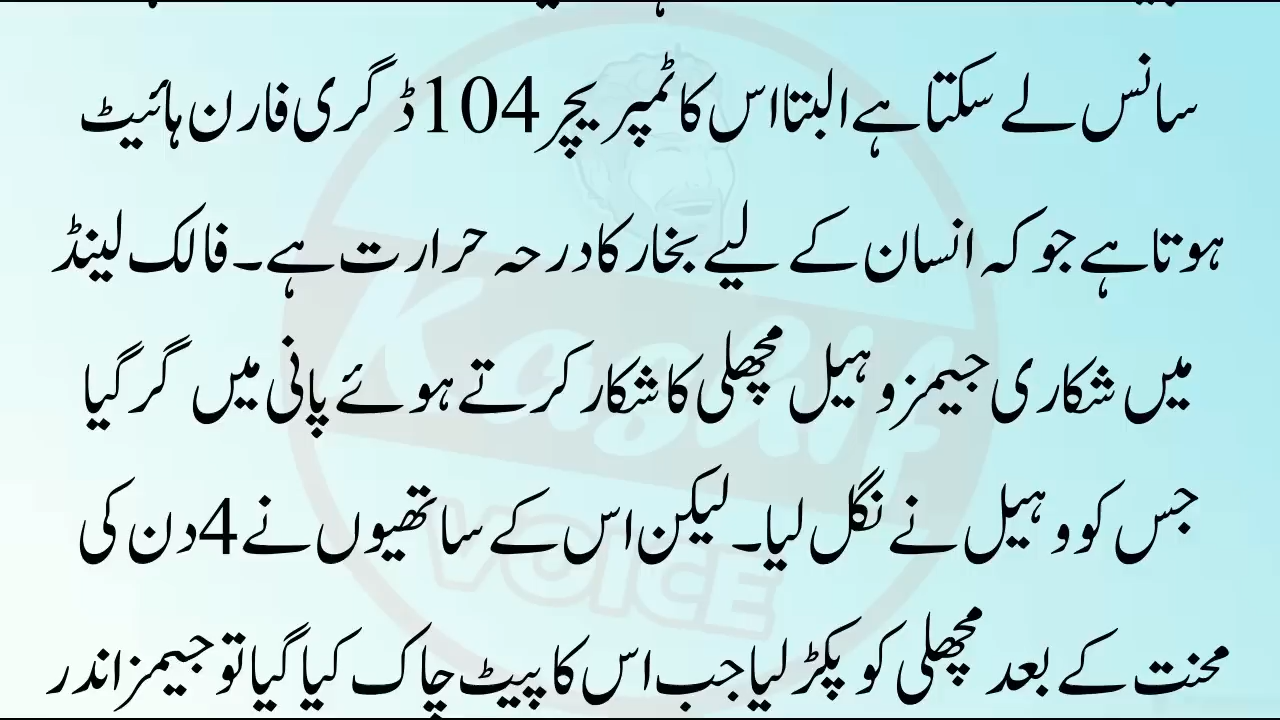 سانس لے سکتا ہے البتا اس کا ٹمپریچر 104 ڈگری فارن ہائیٹ
ہوتا ہے جو کہ انسان کے لیے بخار کا درجہ حرارت ہے۔ فالک لینڈ
میں شکاری جیمز وہیل مچھلی کا شکار کرتے ہوئے پانی میں گر گیا
جس کو وہیل نے نگل لیا۔ لیکن اس کے ساتھیوں نے 4 دن کی
محنت کے بعد مچھلی کو پکڑ لیا جب اس کا پیٹ چاک کیا گیا تو جیمز اندر
Kashif
VOICE